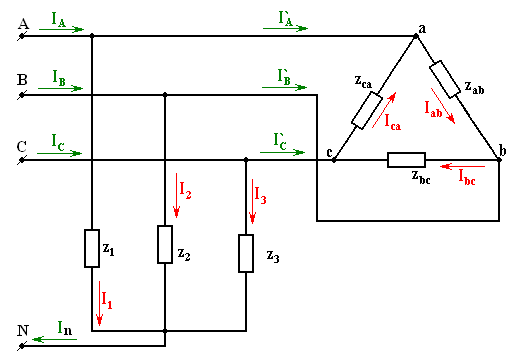 A I_A I`_A a
B I_B I`_B z_ca z_ab
I_ca I_ab
C I_C I`_C c b
z_bc I_bc
I_2 I_3
z_1 z_2 z_3
I_1
N I_n